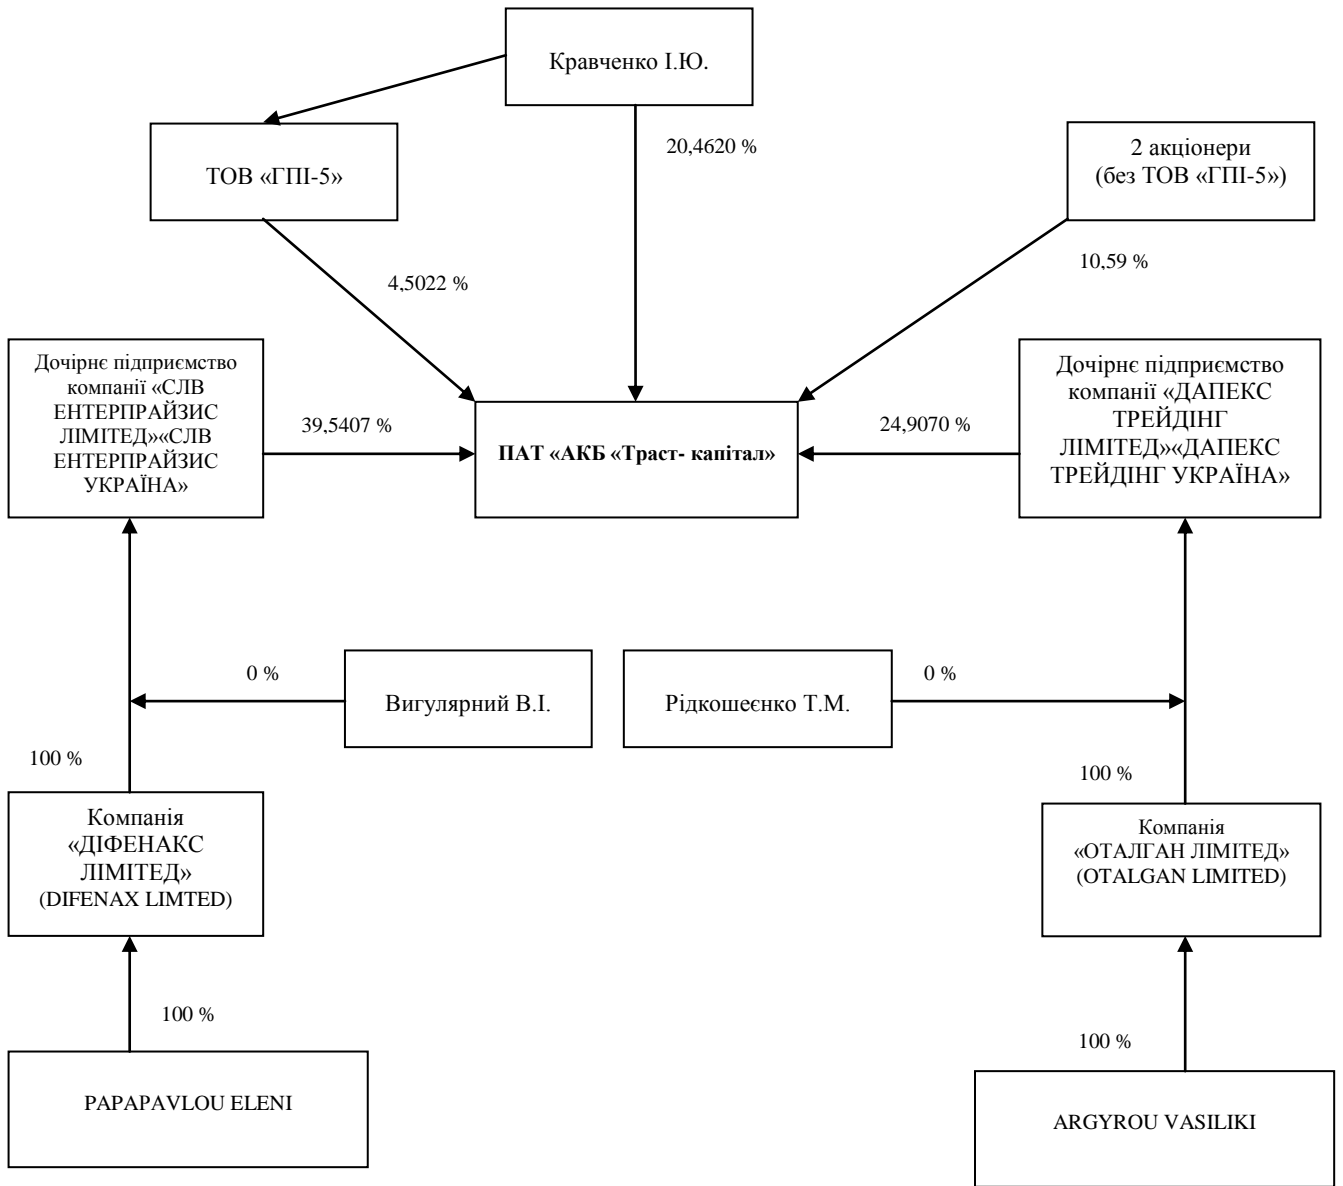 Кравченко І.Ю.
ТОВ «ГПІ-5»
20,4620 %
2 акціонери
(без ТОВ «ГПІ-5»)
4,5022 %
10,59 %
Дочірнє підприємство
компанії «СЛВ
ЕНТЕРПРАЙЗИС
ЛІМІТЕД»«СЛВ
ЕНТЕРПРАЙЗИС
УКРАЇНА»
39,5407 %
ПАТ «АКБ «Траст- капітал»
24,9070 %
Дочірнє підприємство
компанії «ДАПЕКС
ТРЕЙДІНГ
ЛІМІТЕД»«ДАПЕКС
ТРЕЙДІНГ УКРАЇНА»
0 %
Вигулярний В.І.
Рідкошеєнко Т.М.
0 %
100 %
100 %
Компанія
«ДІФЕНАКС
ЛІМІТЕД»
(DIFENAX LIMTED)
Компанія
«ОТАЛГАН ЛІМІТЕД»
(OTALGAN LIMITED)
100 %
100 %
PAPAPAVLOU ELENI
ARGYROU VASILIKI